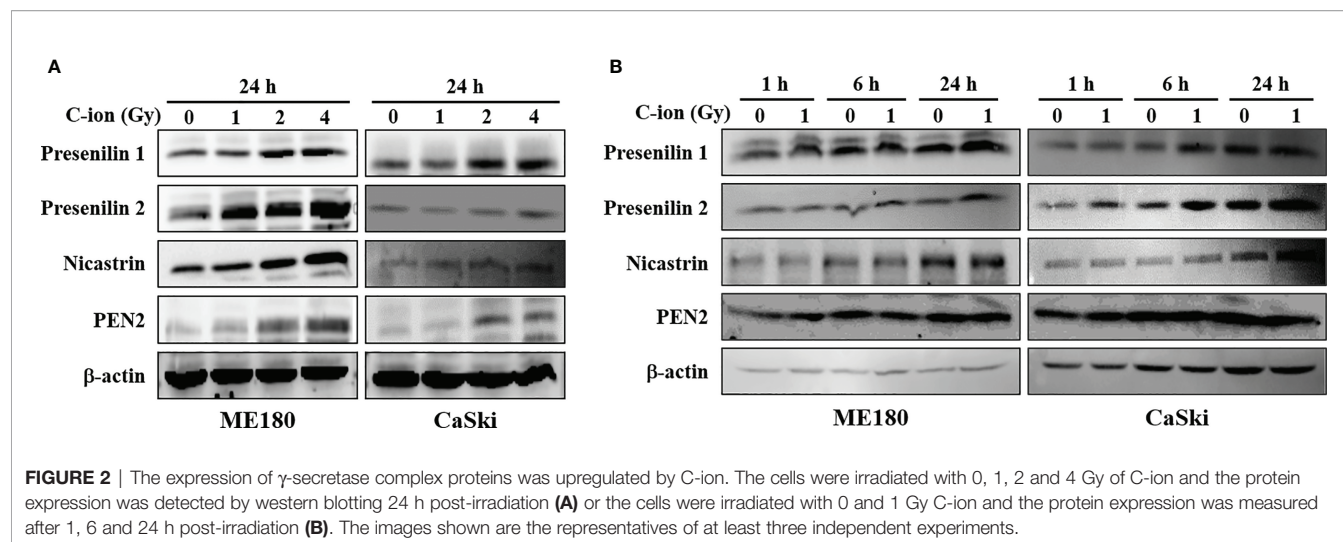 A
B
24 h
24 h
C-ion (Gy) 0 1 2 4 0 1 2 4
Presenilin 1
Presenilin 2
Nicastrin
PEN2
β-actin
ME180
CaSki
1 h 6 h 24 h 1 h 6 h 24 h
C-ion (Gy) 0 1 0 1 0 1 0 1 0 1 0 1
Presenilin 1
Presenilin 2
Nicastrin
PEN2
β-actin
ME180
CaSki
FIGURE 2 | The expression of γ-secretase complex proteins was upregulated by C-ion. The cells were irradiated with 0, 1, 2 and 4 Gy of C-ion and the protein
expression was detected by western blotting 24 h post-irradiation (A) or the cells were irradiated with 0 and 1 Gy C-ion and the protein expression was measured
after 1, 6 and 24 h post-irradiation (B). The images shown are the representatives of at least three independent experiments.